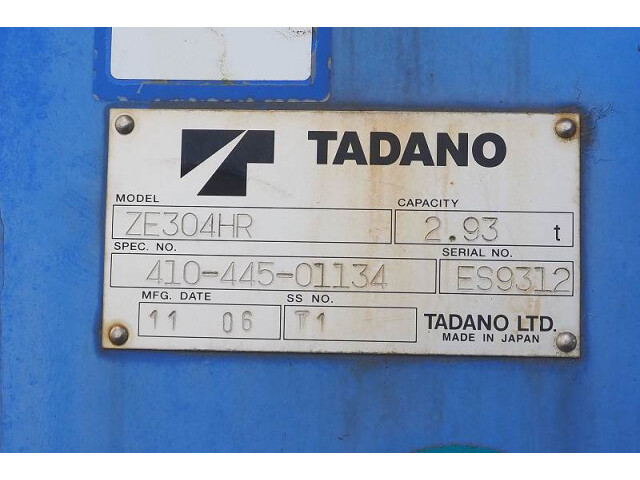 TADANO
MODEL CAPACITY
ZE304HR 2.93 t
SPEC. NO. SERIAL NO.
410-445-01134 ES9312
MFG. DATE SS NO.
11 06 T1 TADANO LTD.
MADE IN JAPAN